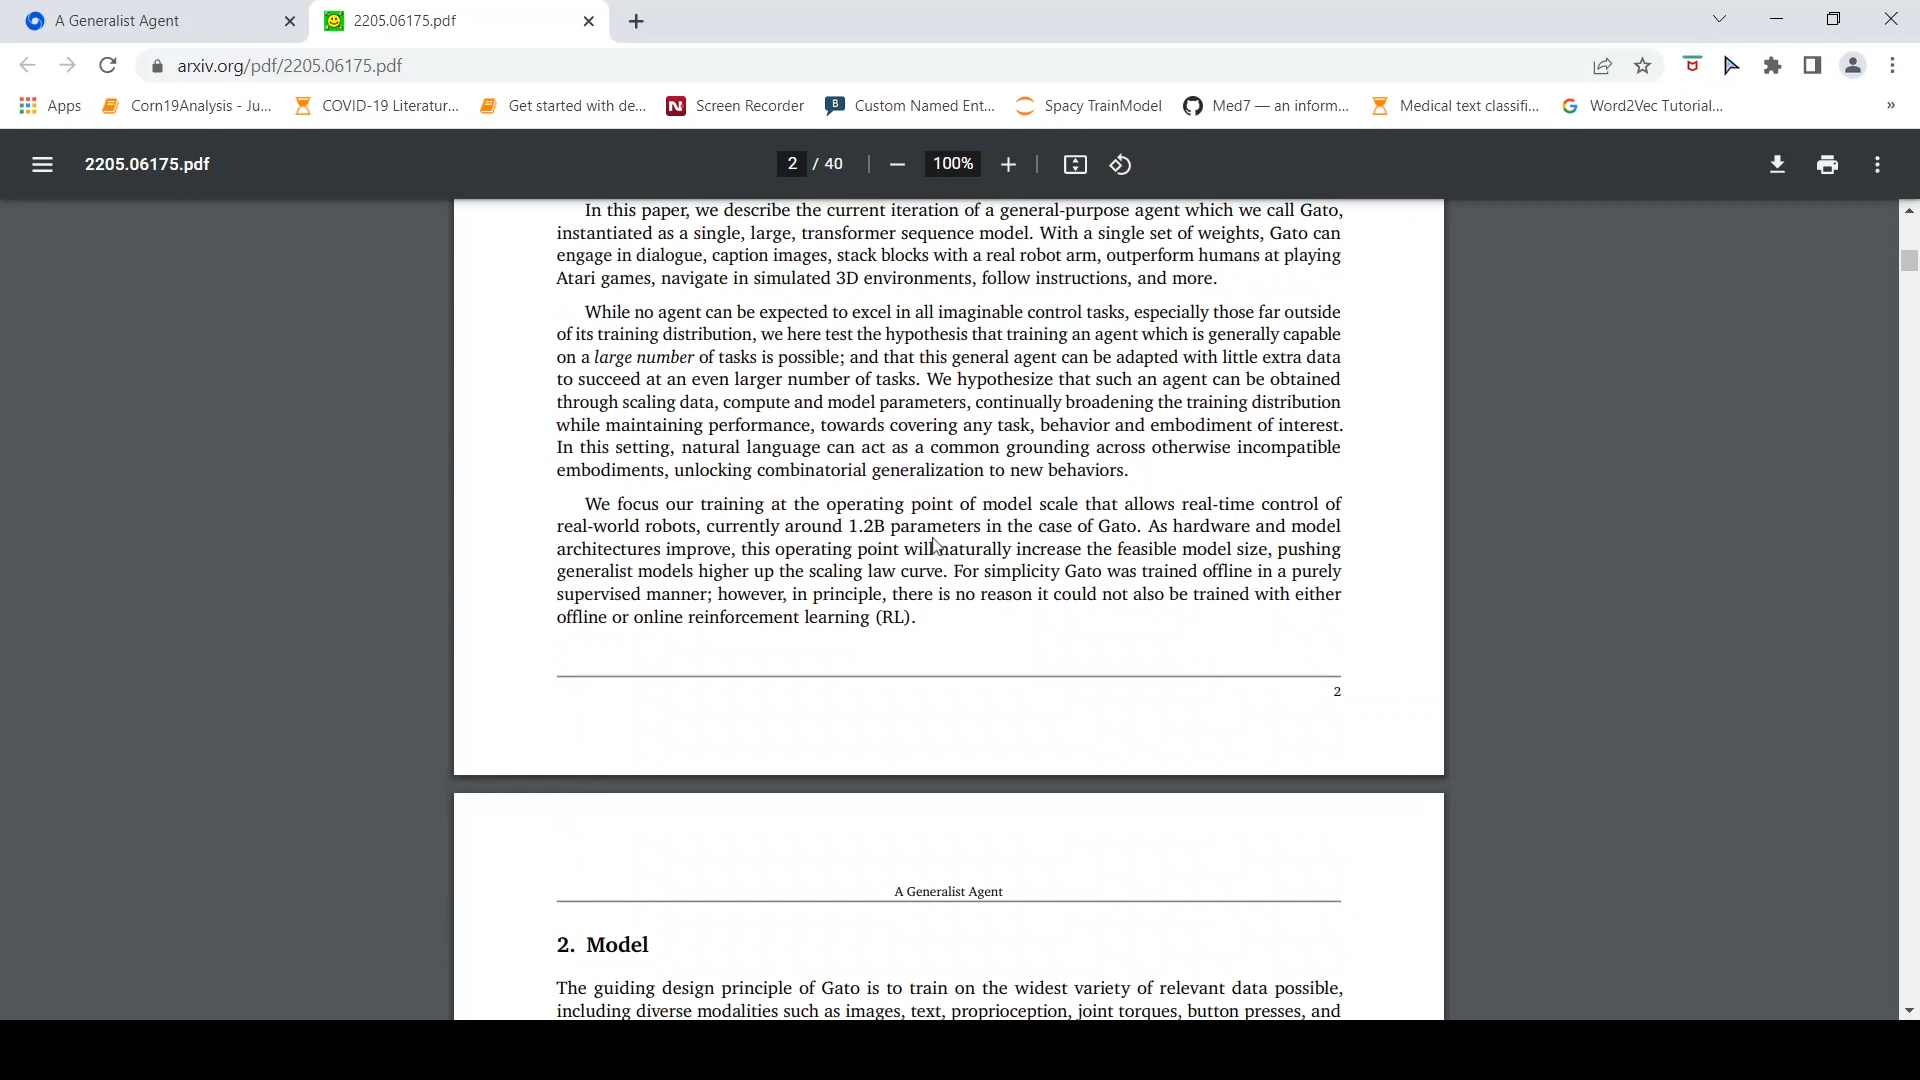 A Generalist Agent
2205.06175.pdf
arxiv.org/pdf/2205.06175.pdf
Apps
Corn19Analysis - Ju...
COVID-19 Literatur...
Get started with de...
Screen Recorder
Custom Named Ent...
Spacy TrainModel
Med7 — an inform...
Medical text classifi...
Word2Vec Tutorial...
»
2205.06175.pdf
2 / 40
100%
In this paper, we describe the current iteration of a general-purpose agent which we call Gato,
instantiated as a single, large, transformer sequence model. With a single set of weights, Gato can
engage in dialogue, caption images, stack blocks with a real robot arm, outperform humans at playing
Atari games, navigate in simulated 3D environments, follow instructions, and more.
While no agent can be expected to excel in all imaginable control tasks, especially those far outside
of its training distribution, we here test the hypothesis that training an agent which is generally capable
on a large number of tasks is possible; and that this general agent can be adapted with little extra data
to succeed at an even larger number of tasks. We hypothesize that such an agent can be obtained
through scaling data, compute and model parameters, continually broadening the training distribution
while maintaining performance, towards covering any task, behavior and embodiment of interest.
In this setting, natural language can act as a common grounding across otherwise incompatible
embodiments, unlocking combinatorial generalization to new behaviors.
We focus our training at the operating point of model scale that allows real-time control of
real-world robots, currently around 1.2B parameters in the case of Gato. As hardware and model
architectures improve, this operating point will naturally increase the feasible model size, pushing
generalist models higher up the scaling law curve. For simplicity Gato was trained offline in a purely
supervised manner; however, in principle, there is no reason it could not also be trained with either
offline or online reinforcement learning (RL).
2
A Generalist Agent
2. Model
The guiding design principle of Gato is to train on the widest variety of relevant data possible,
including diverse modalities such as images, text, proprioception, joint torques, button presses, and